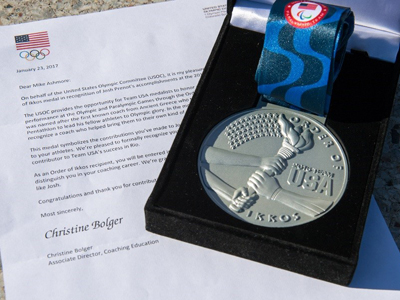 UNITED STATES
January 23, 2017
Dear Mike Ashmore:
On behalf of the United States Olympic Committee (USOC), it is my pleasure
of Ikkos medal in recognition of Josh Prenot's accomplishments at the 20
The USOC provides the opportunity for Team USA medalists to honor
performance at the Olympic and Paralympic Games through the Order
was named after the first known coach from ancient Greece who
Pentathlon to lead his fellow athletes to Olympic glory. In the
recognize a coach who helped bring them to their own kind of
This medal symbolizes the contributions you've made to
to your athletes. We're pleased to formally recognize you
contributor to Team USA's success in Rio.
As an Order of Ikkos recipient, you will be entered
distinguish you in your coaching career. We're
like Josh.
Congratulations and thank you for
Most sincerely,
Christine Bolger
Christine Bolger
Associate Director, Coaching Education
ORDER OF
IKKOS
USA